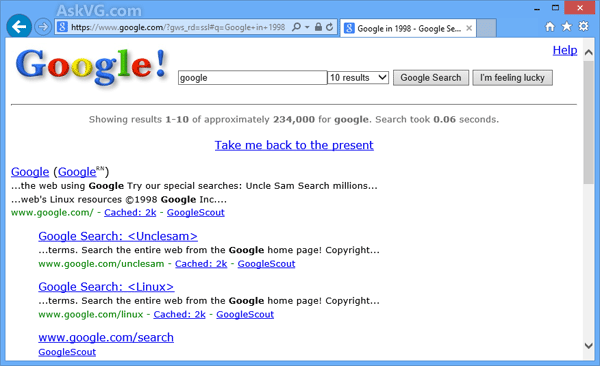 AskVG.com
https://www.google.com/?gws_rd=ssl#q=Google+in+1998
Google in 1998 - Google Se...
Help
Google!
google
10 results
Google Search
I'm feeling lucky
Showing results 1-10 of approximately 234,000 for google. Search took 0.06 seconds.
Take me back to the present
Google (GoogleRN)
...the web using Google Try our special searches: Uncle Sam Search millions...
...web's Linux resources ©1998 Google Inc....
www.google.com/ - Cached: 2k - GoogleScout
Google Search: <Unclesam>
...terms. Search the entire web from the Google home page! Copyright...
www.google.com/unclesam - Cached: 2k - GoogleScout
Google Search: <Linux>
...terms. Search the entire web from the Google home page! Copyright...
www.google.com/linux - Cached: 2k - GoogleScout
www.google.com/search
GoogleScout